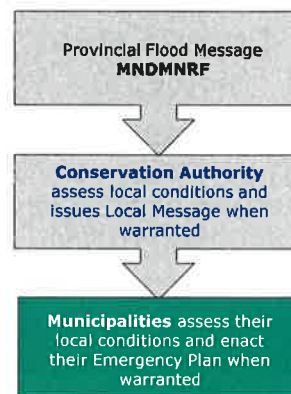 Provincial Flood Message
MNDMNRF
Conservation Authority
assess local conditions and
issues Local Message when
warranted
Municipalities assess their
local conditions and enact
their Emergency Plan when
warranted